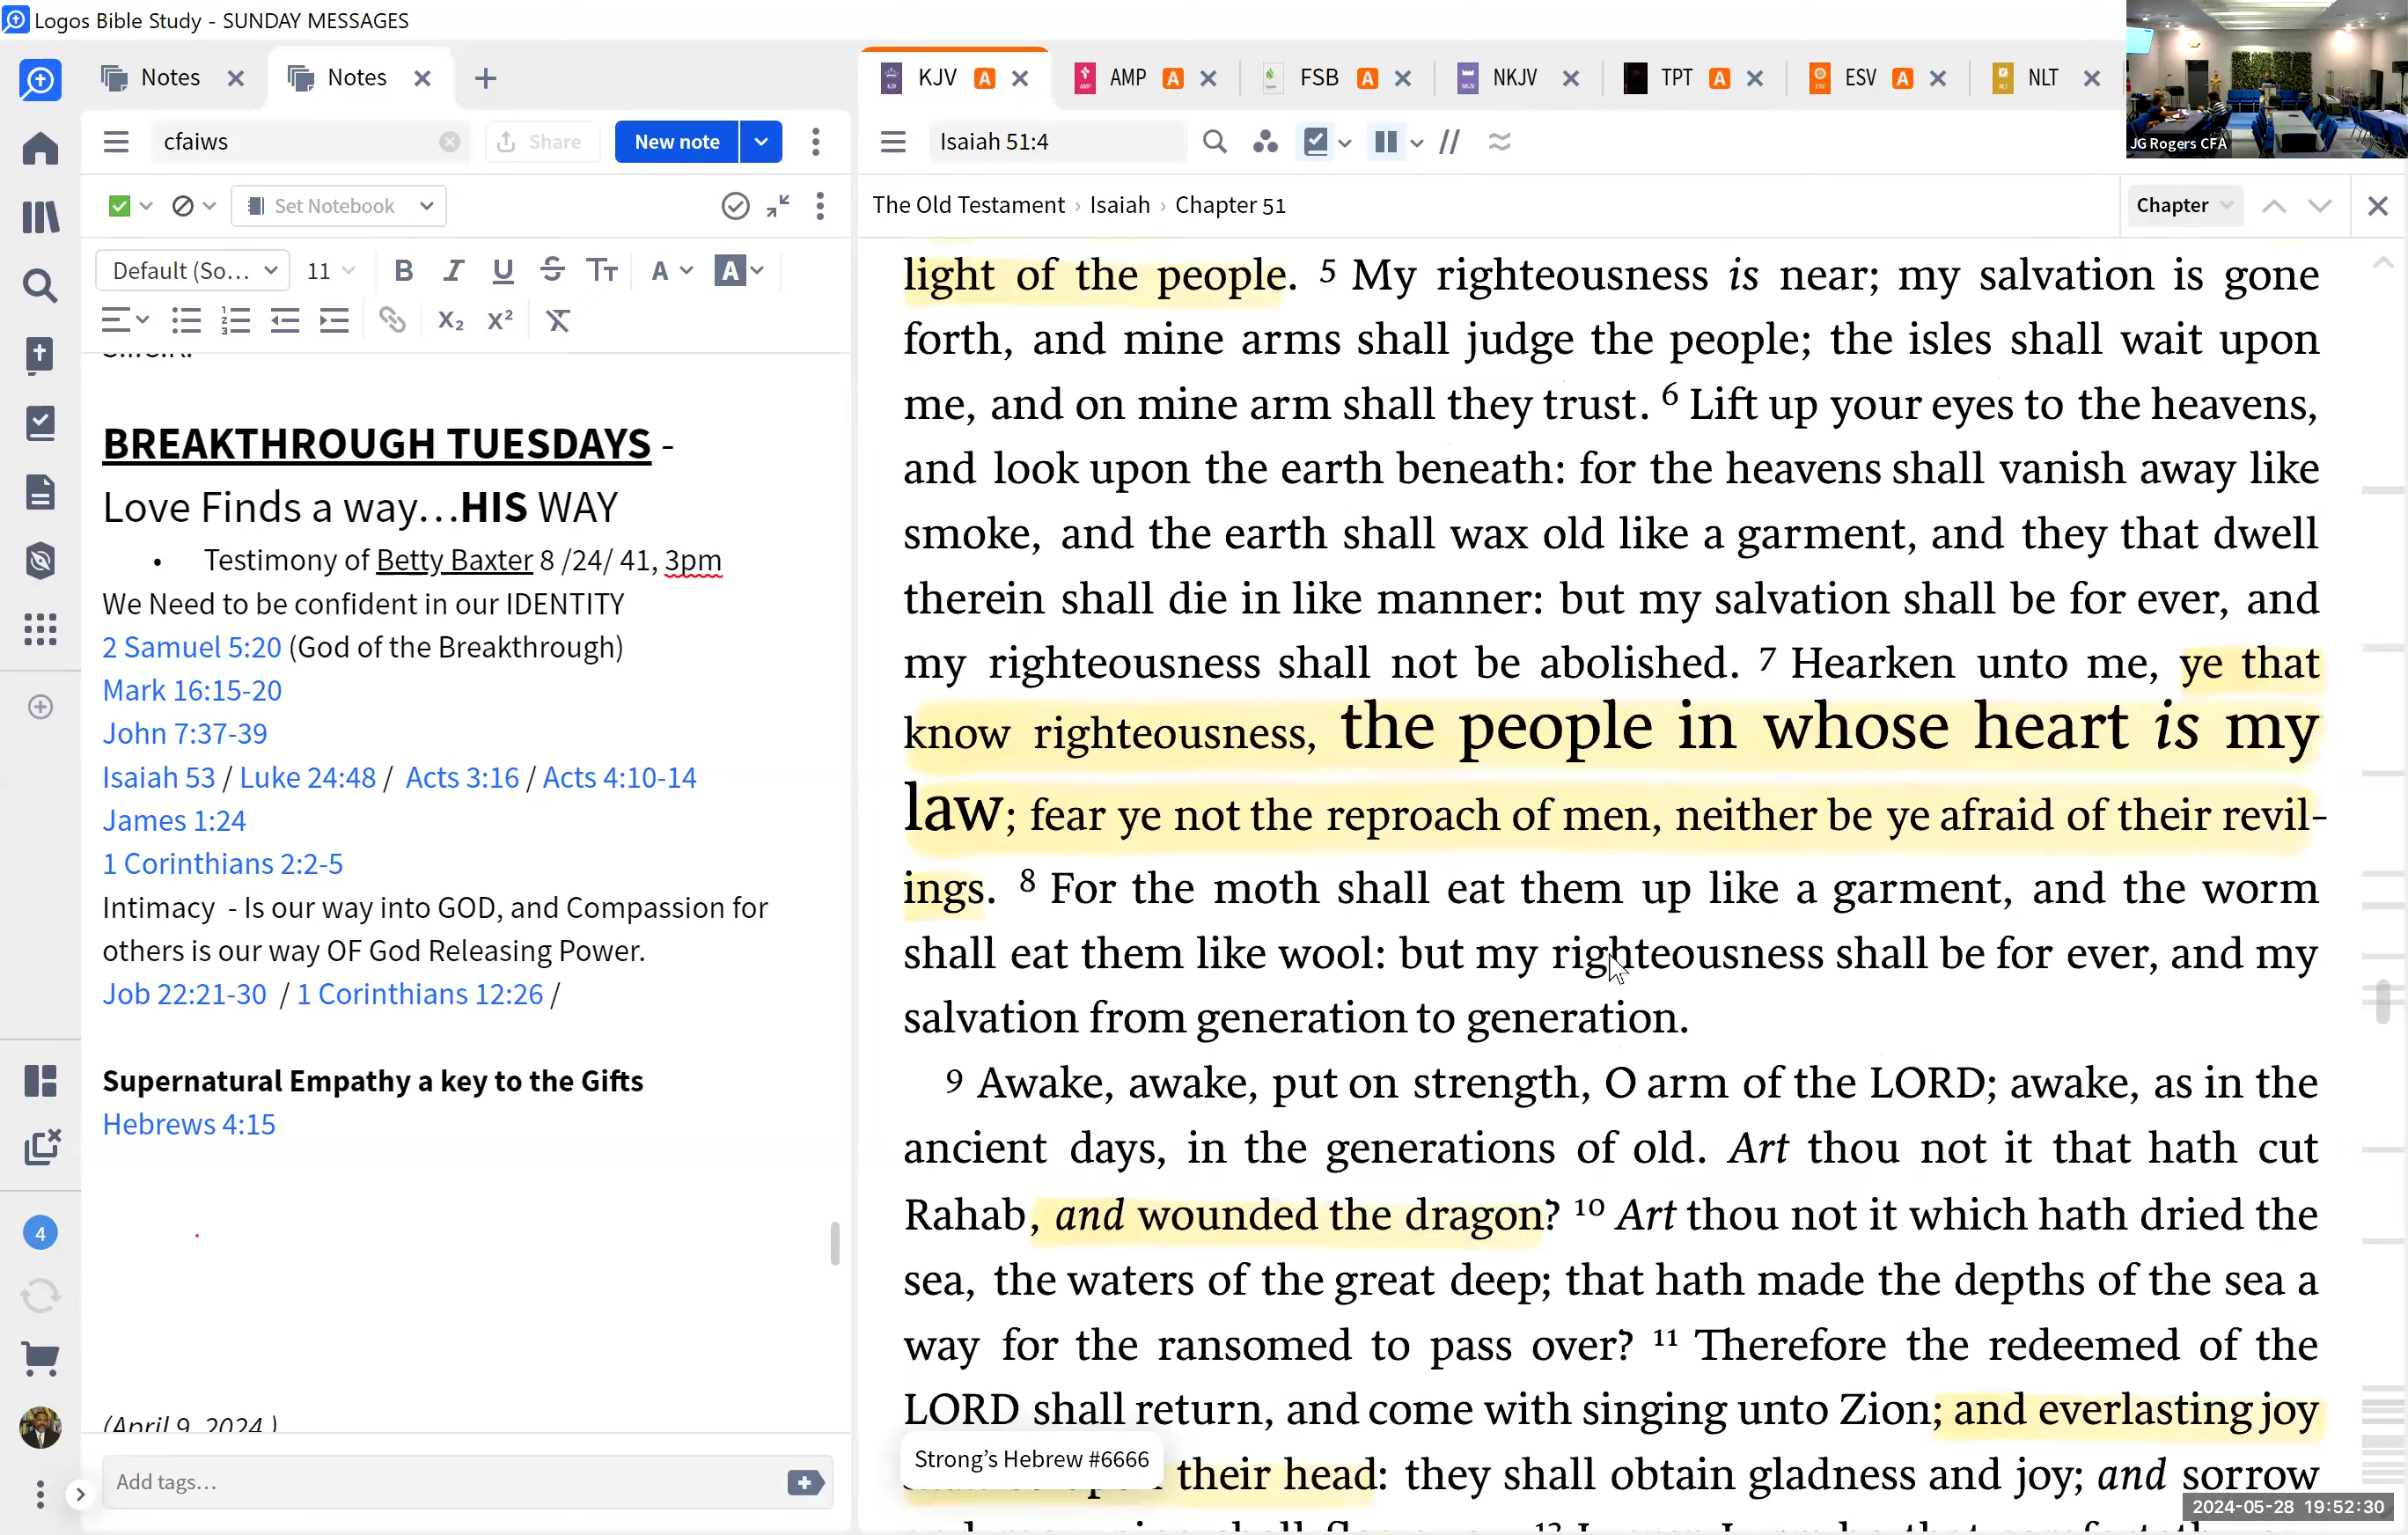 Logos Bible Study - SUNDAY MESSAGES
Notes
Notes
KJV A
AMP A
FSB A
NKJV
TPT A
ESV A
NLT
JG Rogers CFA
cfaiws
Share
New note
Isaiah 51:4
Set Notebook
The Old Testament › Isaiah › Chapter 51
Chapter
Default (So...
11
BREAKTHROUGH TUESDAYS -
Love Finds a way...HIS WAY
• Testimony of Betty Baxter 8 /24/ 41, 3pm
We Need to be confident in our IDENTITY
2 Samuel 5:20 (God of the Breakthrough)
Mark 16:15-20
John 7:37-39
Isaiah 53 / Luke 24:48 / Acts 3:16 / Acts 4:10-14
James 1:24
1 Corinthians 2:2-5
Intimacy - Is our way into GOD, and Compassion for
others is our way OF God Releasing Power.
Job 22:21-30 / 1 Corinthians 12:26 /
Supernatural Empathy a key to the Gifts
Hebrews 4:15
(April 9, 2024 )
Add tags...
4
light of the people. 5 My righteousness is near; my salvation is gone
forth, and mine arms shall judge the people; the isles shall wait upon
me, and on mine arm shall they trust. 6 Lift up your eyes to the heavens,
and look upon the earth beneath: for the heavens shall vanish away like
smoke, and the earth shall wax old like a garment, and they that dwell
therein shall die in like manner: but my salvation shall be for ever, and
my righteousness shall not be abolished. 7 Hearken unto me, ye that
know righteousness, the people in whose heart is my
law; fear ye not the reproach of men, neither be ye afraid of their revil-
ings. 8 For the moth shall eat them up like a garment, and the worm
shall eat them like wool: but my righteousness shall be for ever, and my
salvation from generation to generation.
9 Awake, awake, put on strength, O arm of the LORD; awake, as in the
ancient days, in the generations of old. Art thou not it that hath cut
Rahab, and wounded the dragon? 10 Art thou not it which hath dried the
sea, the waters of the great deep; that hath made the depths of the sea a
way for the ransomed to pass over? 11 Therefore the redeemed of the
LORD shall return, and come with singing unto Zion; and everlasting joy
their head: they shall obtain gladness and joy; and sorrow
Strong's Hebrew #6666
2024-05-28 19:52:30